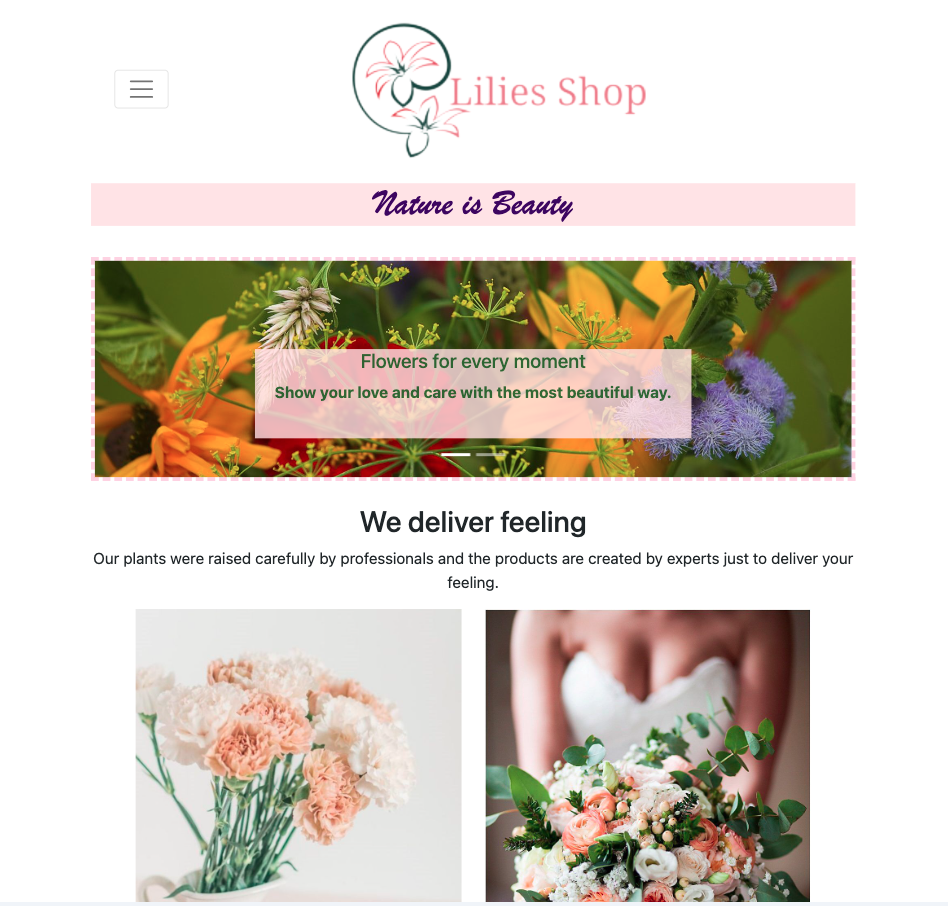 Lilies Shop
Nature is Beauty
Flowers for every moment
Show your love and care with the most beautiful way.
We deliver feeling
Our plants were raised carefully by professionals and the products are created by experts just to deliver your
feeling.